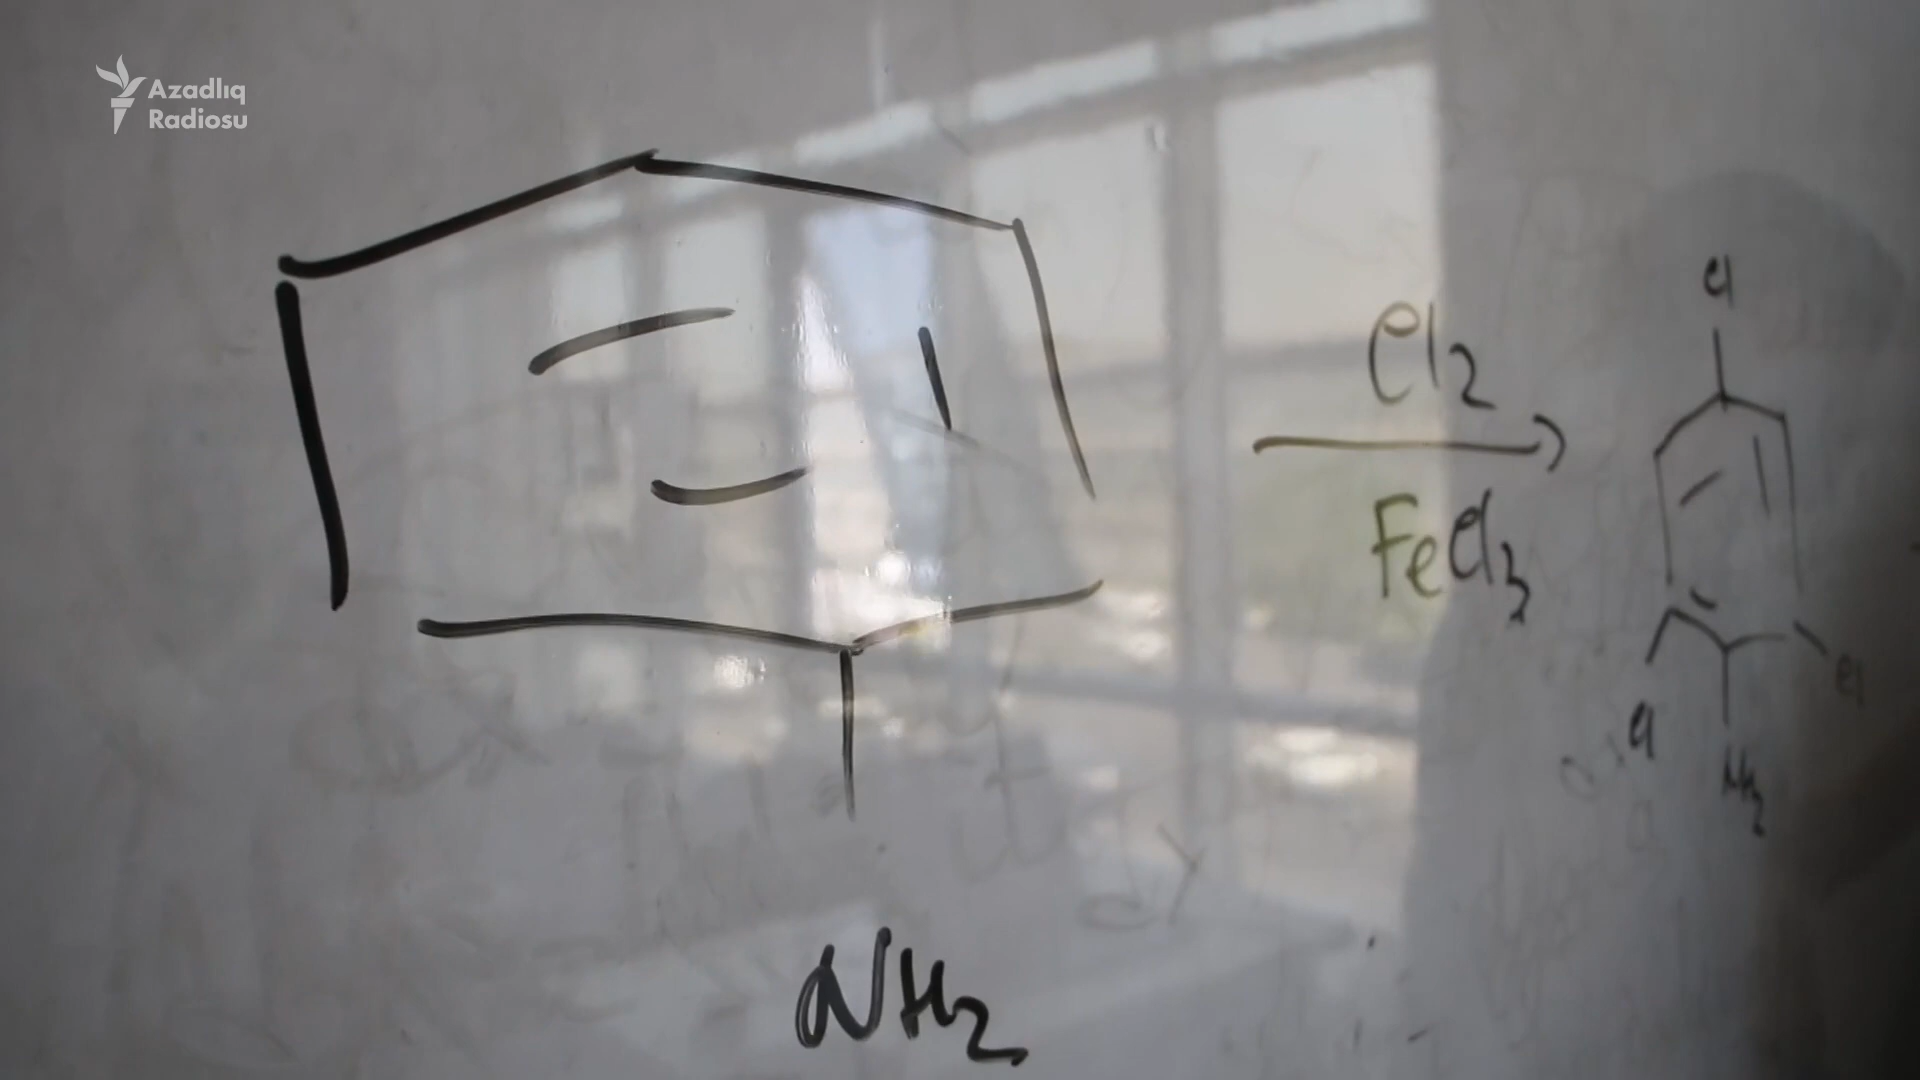 Azadlıq
Radiosu
Cl2
FeCl3
Cl
Cl
Cl
NH2
NH2